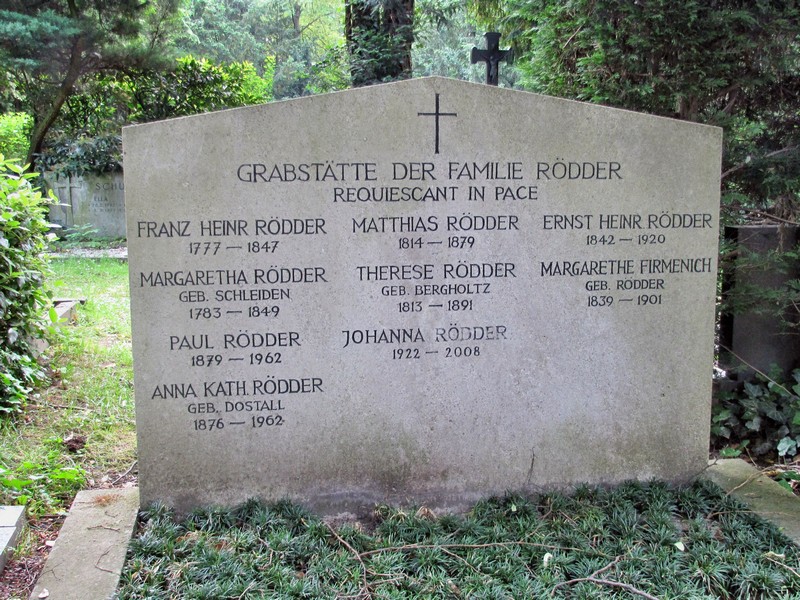 GRABSTÄTTE DER FAMILIE RÖDDER
REQUIESCANT IN PACE
FRANZ HEINR RÖDDER
1777 — 1847
MARGARETHA RÖDDER
GEB. SCHLEIDEN
1783 — 1849
PAUL RÖDDER
1879 — 1962
ANNA KATH. RÖDDER
GEB. DOSTALL
1876 — 1962
MATTHIAS RÖDDER
1814 — 1879
THERESE RÖDDER
GEB. BERGHOLTZ
1813 — 1891
JOHANNA RÖDDER
1922 — 2008
ERNST HEINR. RÖDDER
1842 — 1920
MARGARETHE FIRMENICH
GEB. RÖDDER
1839 — 1901